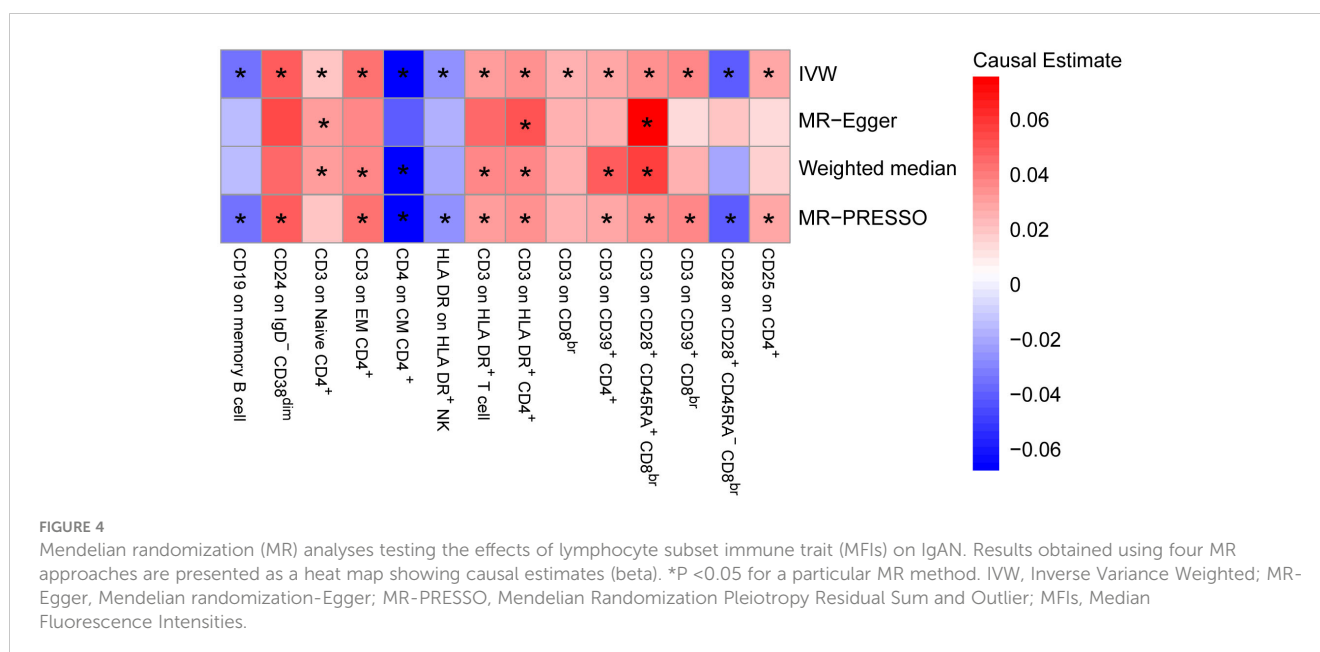 Causal Estimate
* * * * * * * * * * * * * * IVW
* * * MR-Egger
* * * * * * * Weighted median
* * * * * * * * * * * * MR-PRESSO
0.06
0.04
0.02
0
−0.02
−0.04
−0.06
CD19 on memory B cell
CD24 on IgD⁻ CD38ᵈⁱᵐ
CD3 on Naive CD4⁺
CD3 on EM CD4⁺
CD4 on CM CD4⁺
HLA DR on HLA DR⁺ NK
CD3 on HLA DR⁺ T cell
CD3 on HLA DR⁺ CD4⁺
CD3 on CD8ᵇʳ
CD3 on CD39⁺ CD4⁺
CD3 on CD28⁺ CD45RA⁺ CD8ᵇʳ
CD3 on CD39⁺ CD8ᵇʳ
CD28 on CD28⁺ CD45RA⁻ CD8ᵇʳ
CD25 on CD4⁺
FIGURE 4
Mendelian randomization (MR) analyses testing the effects of lymphocyte subset immune trait (MFIs) on IgAN. Results obtained using four MR
approaches are presented as a heat map showing causal estimates (beta). *P <0.05 for a particular MR method. IVW, Inverse Variance Weighted; MR-
Egger, Mendelian randomization-Egger; MR-PRESSO, Mendelian Randomization Pleiotropy Residual Sum and Outlier; MFIs, Median
Fluorescence Intensities.